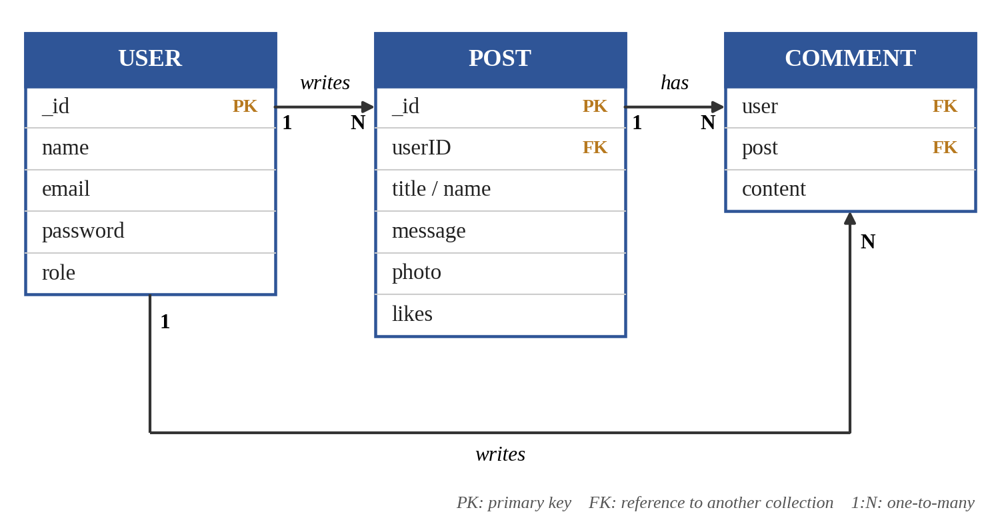 USER
_id PK
name
email
password
role
writes
1 N
POST
_id PK
userID FK
title / name
message
photo
likes
has
1 N
COMMENT
user FK
post FK
content
1
N
writes
PK: primary key FK: reference to another collection 1:N: one-to-many